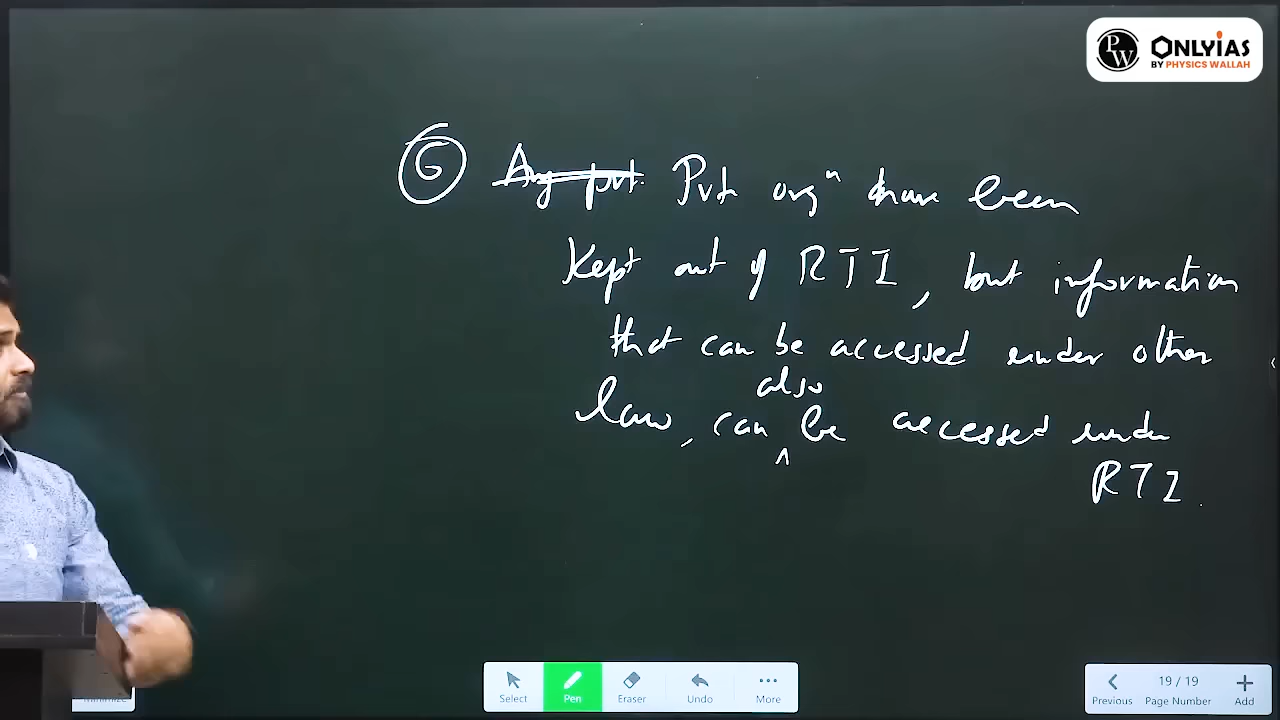 PW ONLYIAS
BY PHYSICS WALLAH
6 Any pvt. Pvt orgⁿ have been
kept out of RTI, but information
that can be accessed under other
also
law, can ^ be accessed under
RTI.
Select Pen Eraser Undo More
Previous 19 / 19 Page Number Add
Minimize